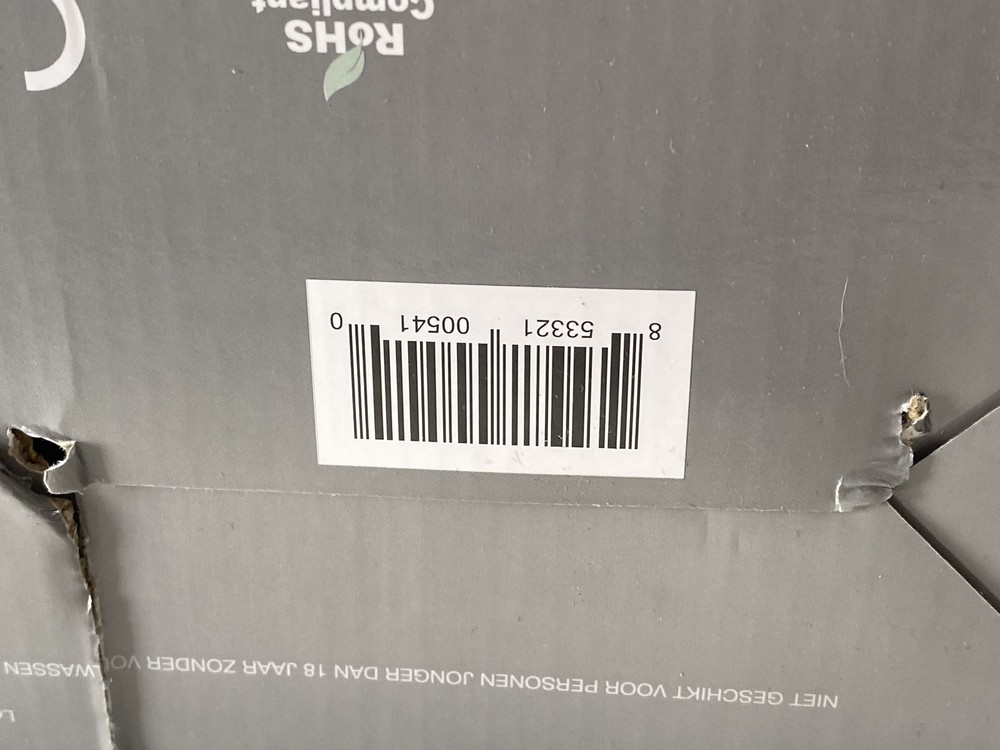 NIET GESCHIKT VOOR PERSONEN JONGER DAN 18 JAAR ZONDER VOLWASSEN
8 53321 00541 0
RoHS
Compliant